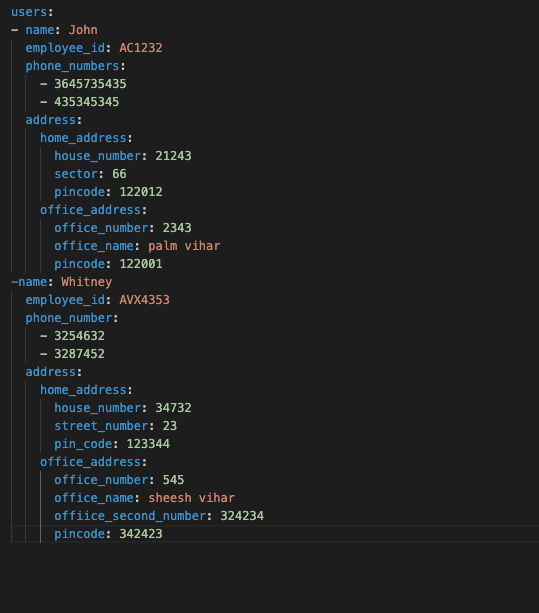 users:
- name: John
  employee_id: AC1232
  phone_numbers:
    - 3645735435
    - 435345345
  address:
    home_address:
      house_number: 21243
      sector: 66
      pincode: 122012
    office_address:
      office_number: 2343
      office_name: palm vihar
      pincode: 122001
-name: Whitney
  employee_id: AVX4353
  phone_number:
    - 3254632
    - 3287452
  address:
    home_address:
      house_number: 34732
      street_number: 23
      pin_code: 123344
    office_address:
      office_number: 545
      office_name: sheesh vihar
      offiice_second_number: 324234
      pincode: 342423